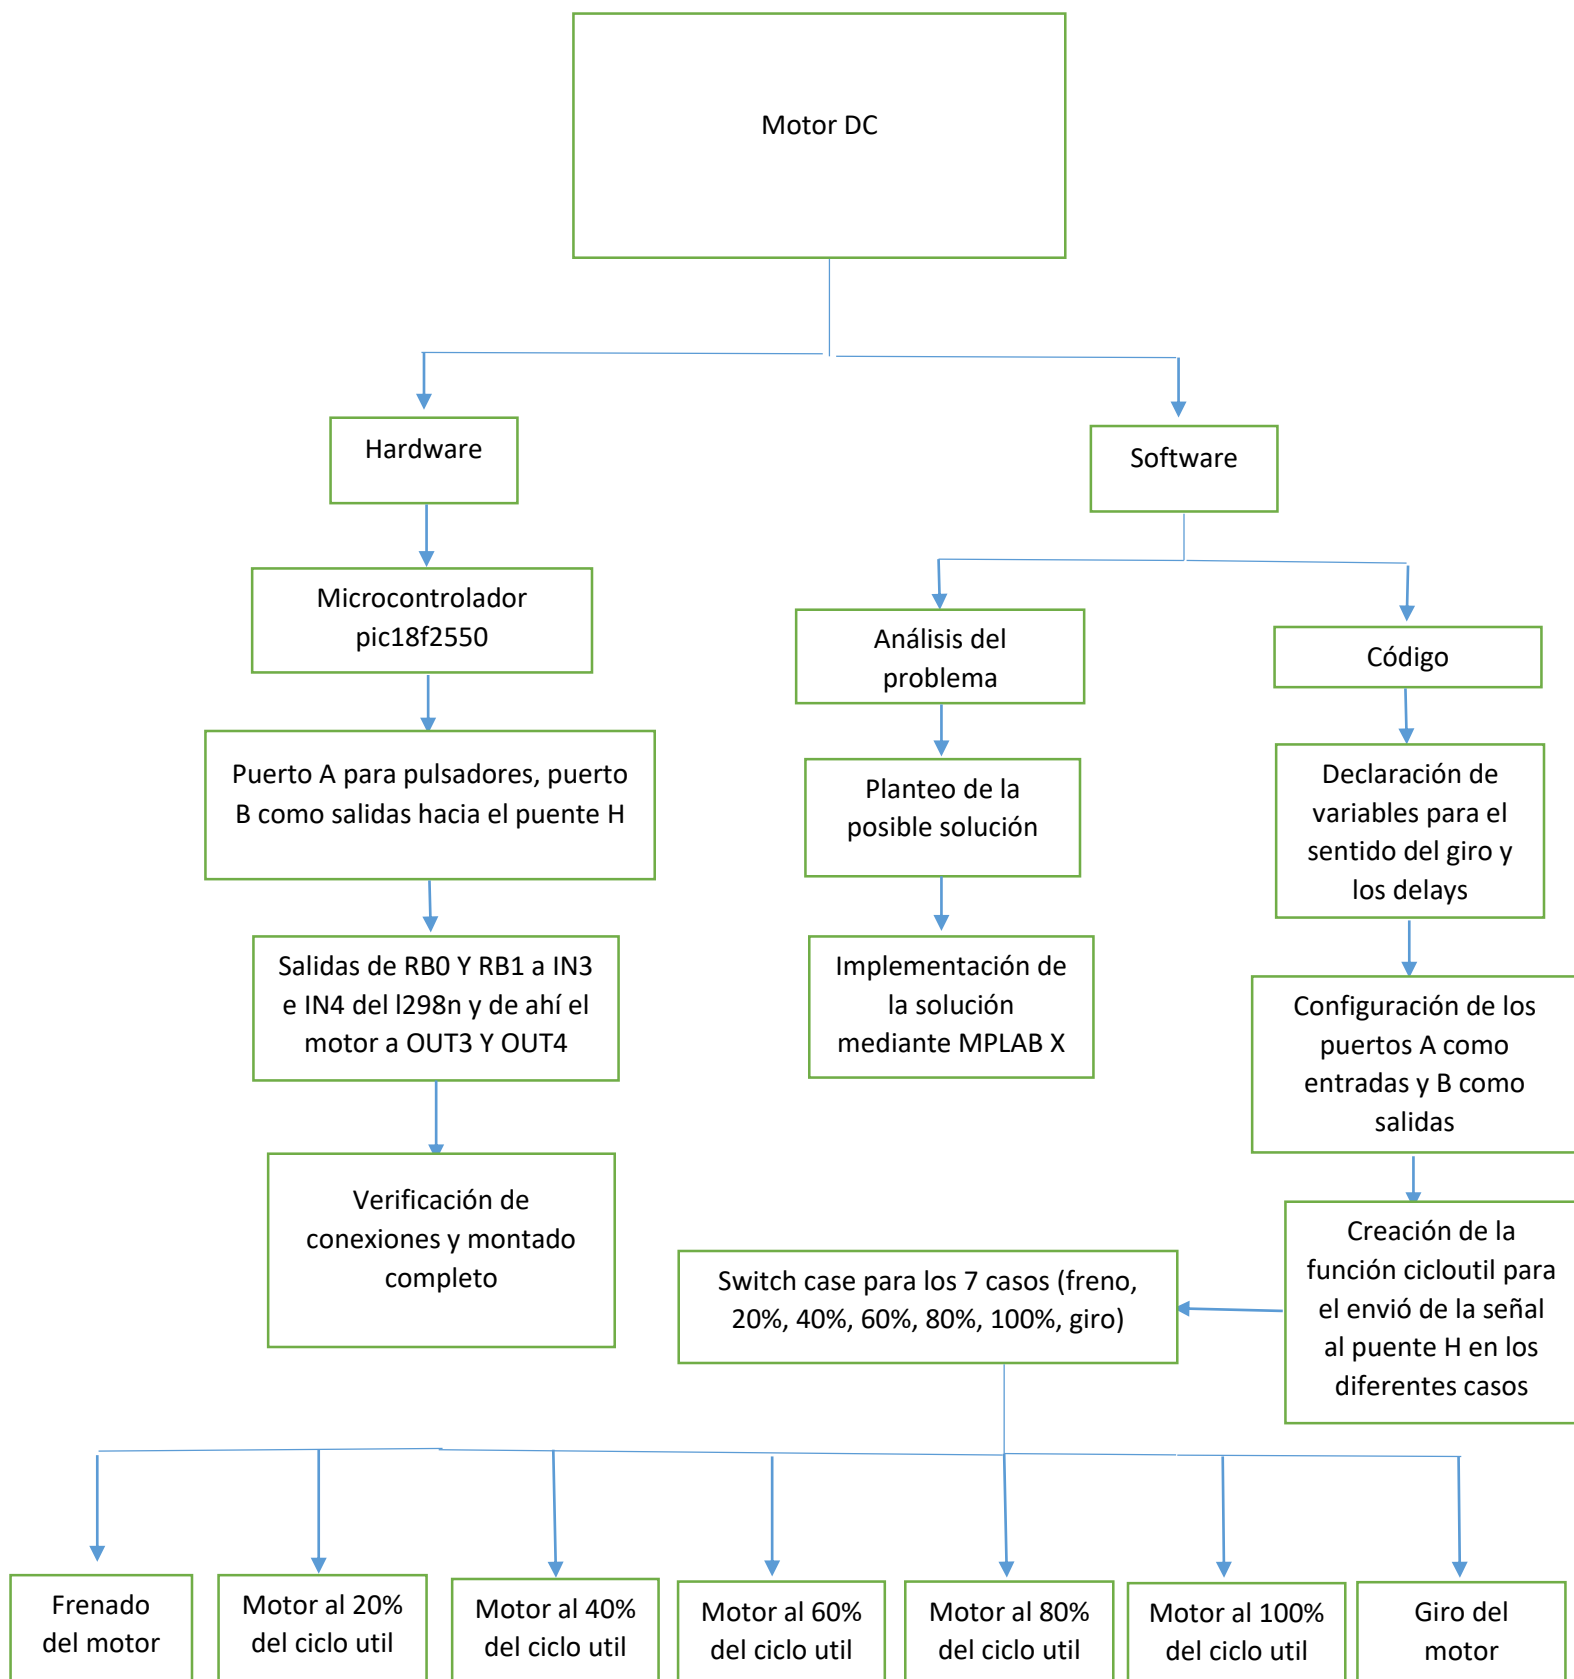 Motor DC
Hardware
Software
Microcontrolador
pic18f2550
Análisis del
problema
Código
Puerto A para pulsadores, puerto
B como salidas hacia el puente H
Planteo de la
posible solución
Declaración de
variables para el
sentido del giro y
los delays
Salidas de RB0 Y RB1 a IN3
e IN4 del l298n y de ahí el
motor a OUT3 Y OUT4
Implementación de
la solución
mediante MPLAB X
Configuración de los
puertos A como
entradas y B como
salidas
Verificación de
conexiones y montado
completo
Creación de la
función cicloutil para
el envió de la señal
al puente H en los
diferentes casos
Switch case para los 7 casos (freno,
20%, 40%, 60%, 80%, 100%, giro)
Frenado
del motor
Motor al 20%
del ciclo util
Motor al 40%
del ciclo util
Motor al 60%
del ciclo util
Motor al 80%
del ciclo util
Motor al 100%
del ciclo util
Giro del
motor